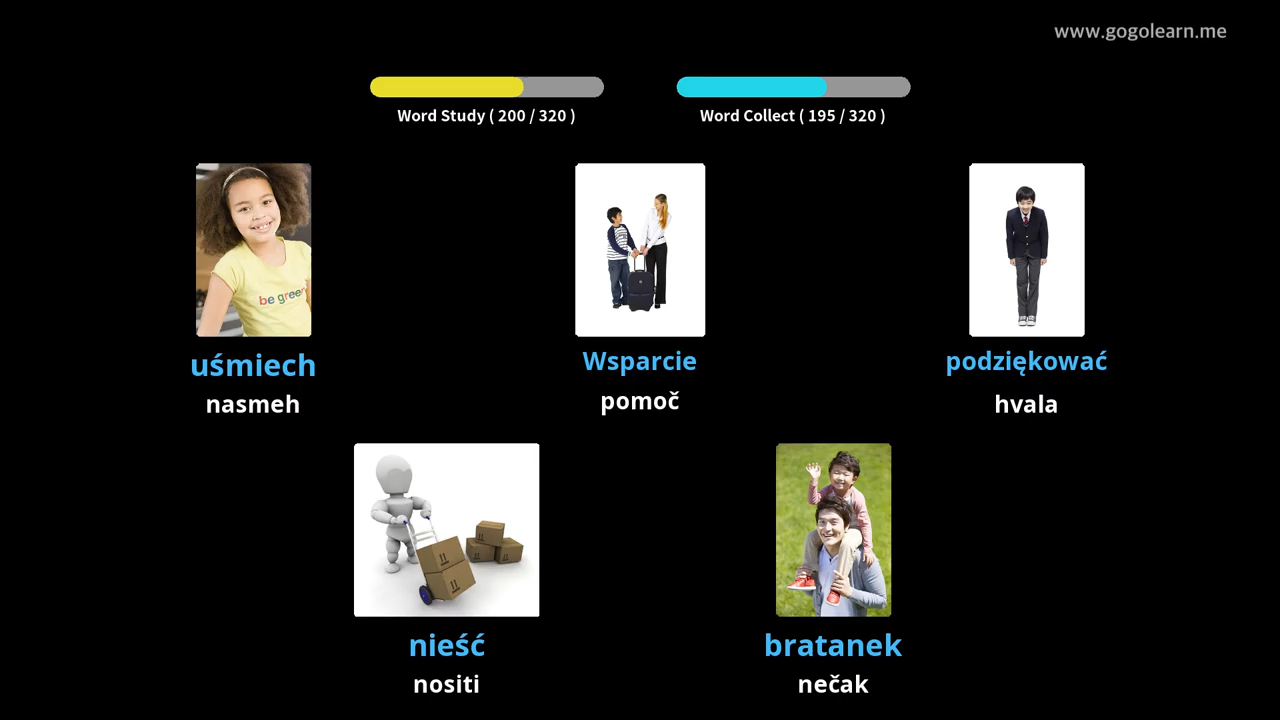 www.gogolearn.me
Word Study ( 200 / 320 )
Word Collect ( 195 / 320 )
be green
uśmiech
nasmeh
Wsparcie
pomoč
podziękować
hvala
nieść
nositi
bratanek
nečak